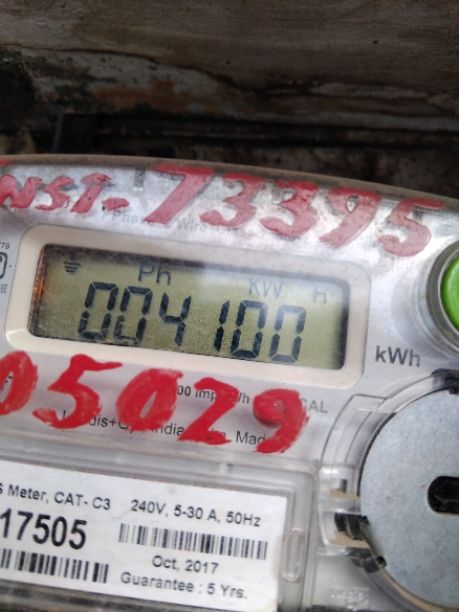 INST-73395
Ph kW h
004100
kWh
05029
S Meter, CAT- C3 240V, 5-30 A, 50Hz
17505
Oct, 2017
Guarantee : 5 Yrs.